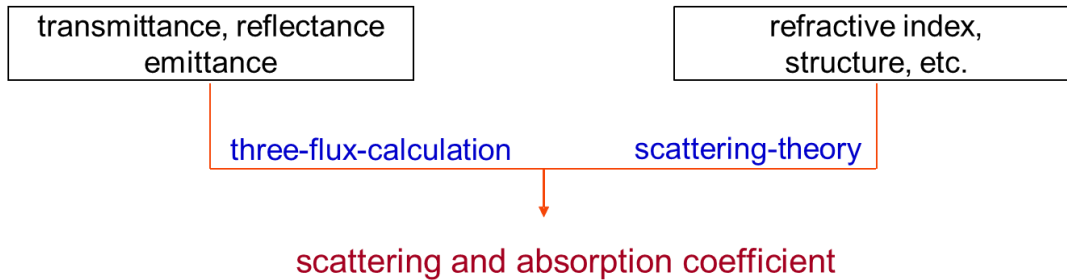 transmittance, reflectance
emittance
refractive index,
structure, etc.
three-flux-calculation
scattering-theory
scattering and absorption coefficient